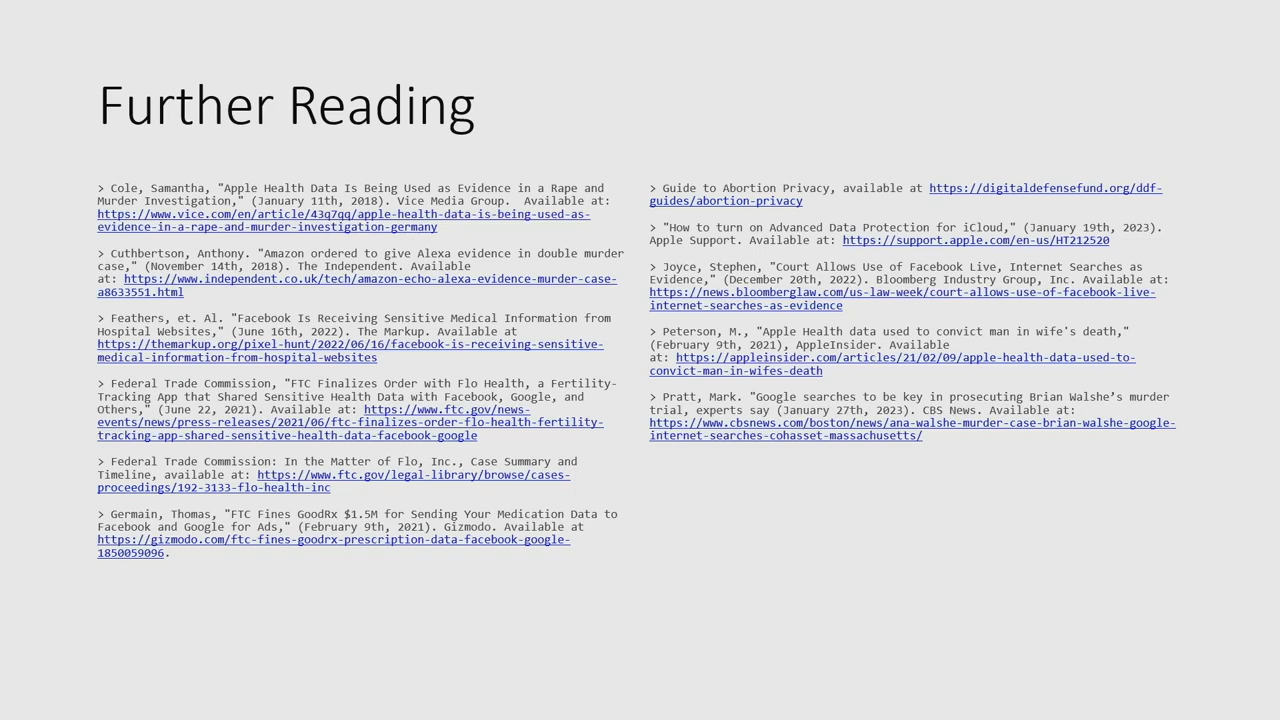 Further Reading
> Cole, Samantha, "Apple Health Data Is Being Used as Evidence in a Rape and
Murder Investigation," (January 11th, 2018). Vice Media Group.  Available at:
https://www.vice.com/en/article/43q7qq/apple-health-data-is-being-used-as-
evidence-in-a-rape-and-murder-investigation-germany
> Cuthbertson, Anthony. "Amazon ordered to give Alexa evidence in double murder
case," (November 14th, 2018). The Independent. Available
at: https://www.independent.co.uk/tech/amazon-echo-alexa-evidence-murder-case-
a8633551.html
> Feathers, et. Al. "Facebook Is Receiving Sensitive Medical Information from
Hospital Websites," (June 16th, 2022). The Markup. Available at
https://themarkup.org/pixel-hunt/2022/06/16/facebook-is-receiving-sensitive-
medical-information-from-hospital-websites
> Federal Trade Commission, "FTC Finalizes Order with Flo Health, a Fertility-
Tracking App that Shared Sensitive Health Data with Facebook, Google, and
Others," (June 22, 2021). Available at: https://www.ftc.gov/news-
events/news/press-releases/2021/06/ftc-finalizes-order-flo-health-fertility-
tracking-app-shared-sensitive-health-data-facebook-google
> Federal Trade Commission: In the Matter of Flo, Inc., Case Summary and
Timeline, available at: https://www.ftc.gov/legal-library/browse/cases-
proceedings/192-3133-flo-health-inc
> Germain, Thomas, "FTC Fines GoodRx $1.5M for Sending Your Medication Data to
Facebook and Google for Ads," (February 9th, 2021). Gizmodo. Available at
https://gizmodo.com/ftc-fines-goodrx-prescription-data-facebook-google-
1850059096.
> Guide to Abortion Privacy, available at https://digitaldefensefund.org/ddf-
guides/abortion-privacy
> "How to turn on Advanced Data Protection for iCloud," (January 19th, 2023).
Apple Support. Available at: https://support.apple.com/en-us/HT212520
> Joyce, Stephen, "Court Allows Use of Facebook Live, Internet Searches as
Evidence," (December 20th, 2022). Bloomberg Industry Group, Inc. Available at:
https://news.bloomberglaw.com/us-law-week/court-allows-use-of-facebook-live-
internet-searches-as-evidence
> Peterson, M., "Apple Health data used to convict man in wife's death,"
(February 9th, 2021), AppleInsider. Available
at: https://appleinsider.com/articles/21/02/09/apple-health-data-used-to-
convict-man-in-wifes-death
> Pratt, Mark. "Google searches to be key in prosecuting Brian Walshe’s murder
trial, experts say (January 27th, 2023). CBS News. Available at:
https://www.cbsnews.com/boston/news/ana-walshe-murder-case-brian-walshe-google-
internet-searches-cohasset-massachusetts/